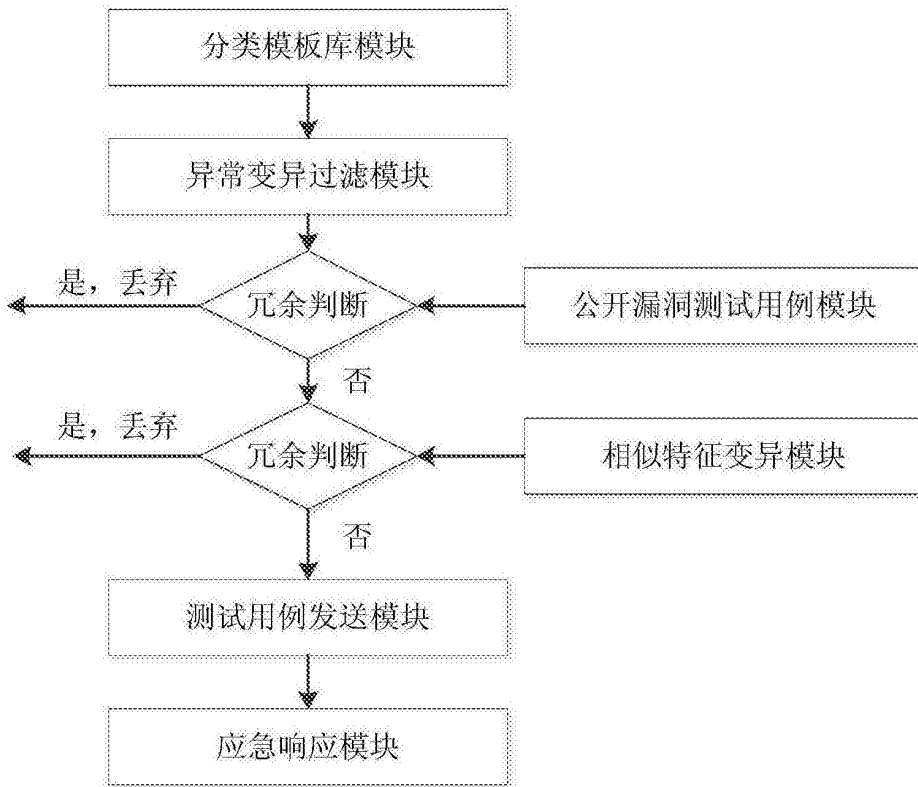 分类模板库模块
异常变异过滤模块
是，丢弃
冗余判断
公开漏洞测试用例模块
否
是，丢弃
冗余判断
相似特征变异模块
否
测试用例发送模块
应急响应模块